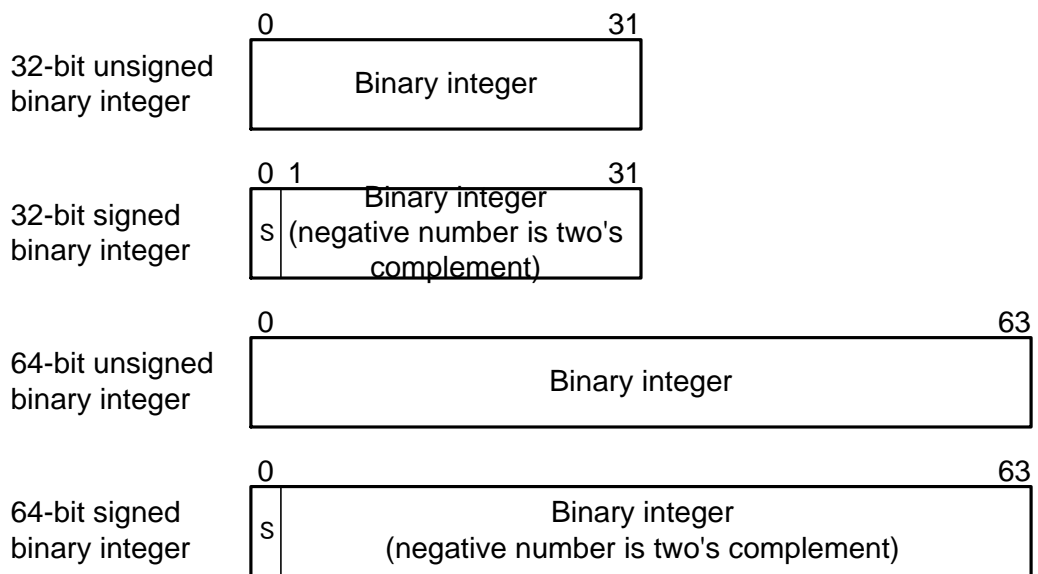 0 31
32-bit unsigned
binary integer
Binary integer
0 1 31
32-bit signed
binary integer
S
Binary integer
(negative number is two's
complement)
0 63
64-bit unsigned
binary integer
Binary integer
0 63
64-bit signed
binary integer
S
Binary integer
(negative number is two's complement)